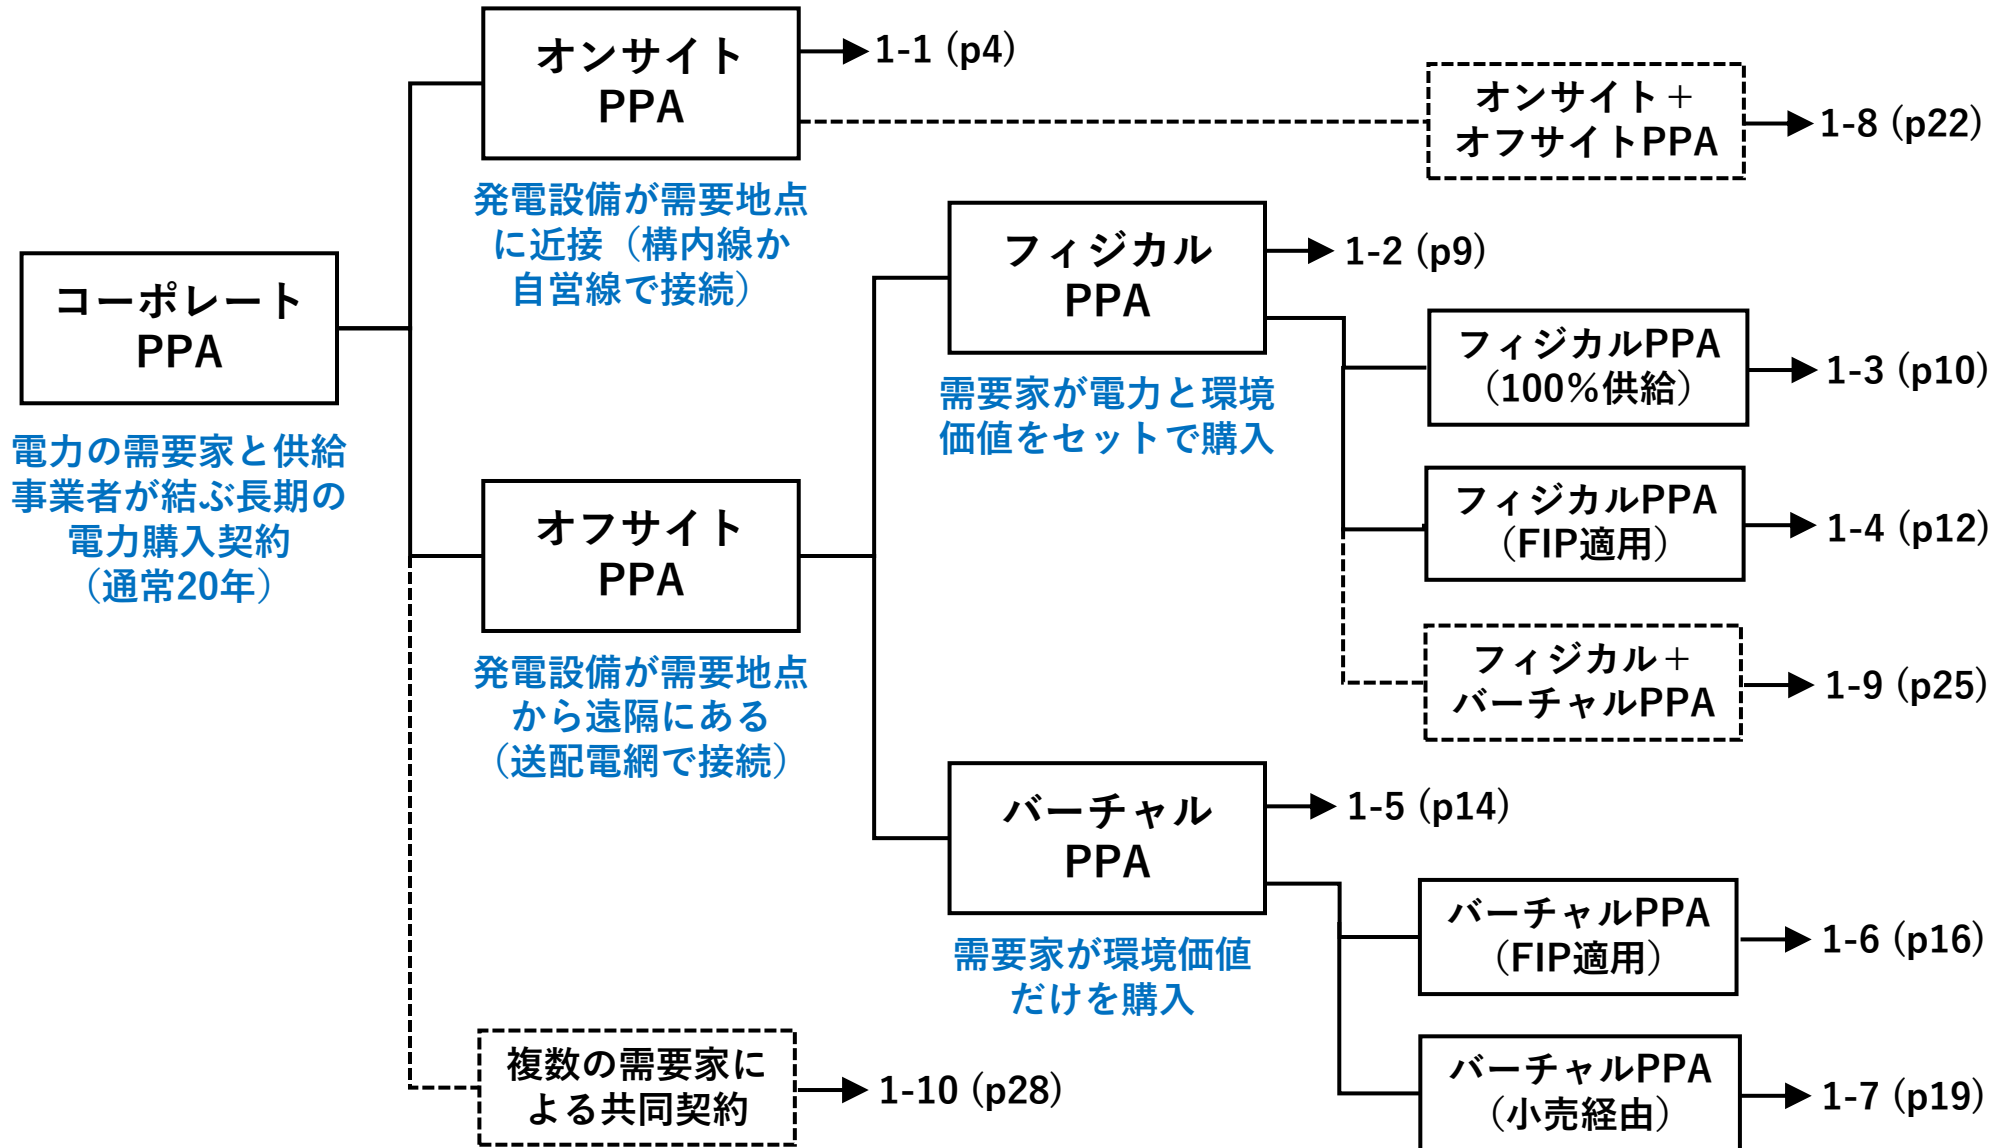 コーポレート
PPA
電力の需要家と供給
事業者が結ぶ長期の
電力購入契約
（通常20年）
オンサイト
PPA
1-1 (p4)
発電設備が需要地点
に近接（構内線か
自営線で接続）
オンサイト＋
オフサイトPPA
1-8 (p22)
オフサイト
PPA
発電設備が需要地点
から遠隔にある
（送配電網で接続）
フィジカル
PPA
1-2 (p9)
需要家が電力と環境
価値をセットで購入
フィジカルPPA
（100%供給）
1-3 (p10)
フィジカルPPA
（FIP適用）
1-4 (p12)
フィジカル＋
バーチャルPPA
1-9 (p25)
バーチャル
PPA
1-5 (p14)
需要家が環境価値
だけを購入
バーチャルPPA
（FIP適用）
1-6 (p16)
バーチャルPPA
（小売経由）
1-7 (p19)
複数の需要家に
よる共同契約
1-10 (p28)